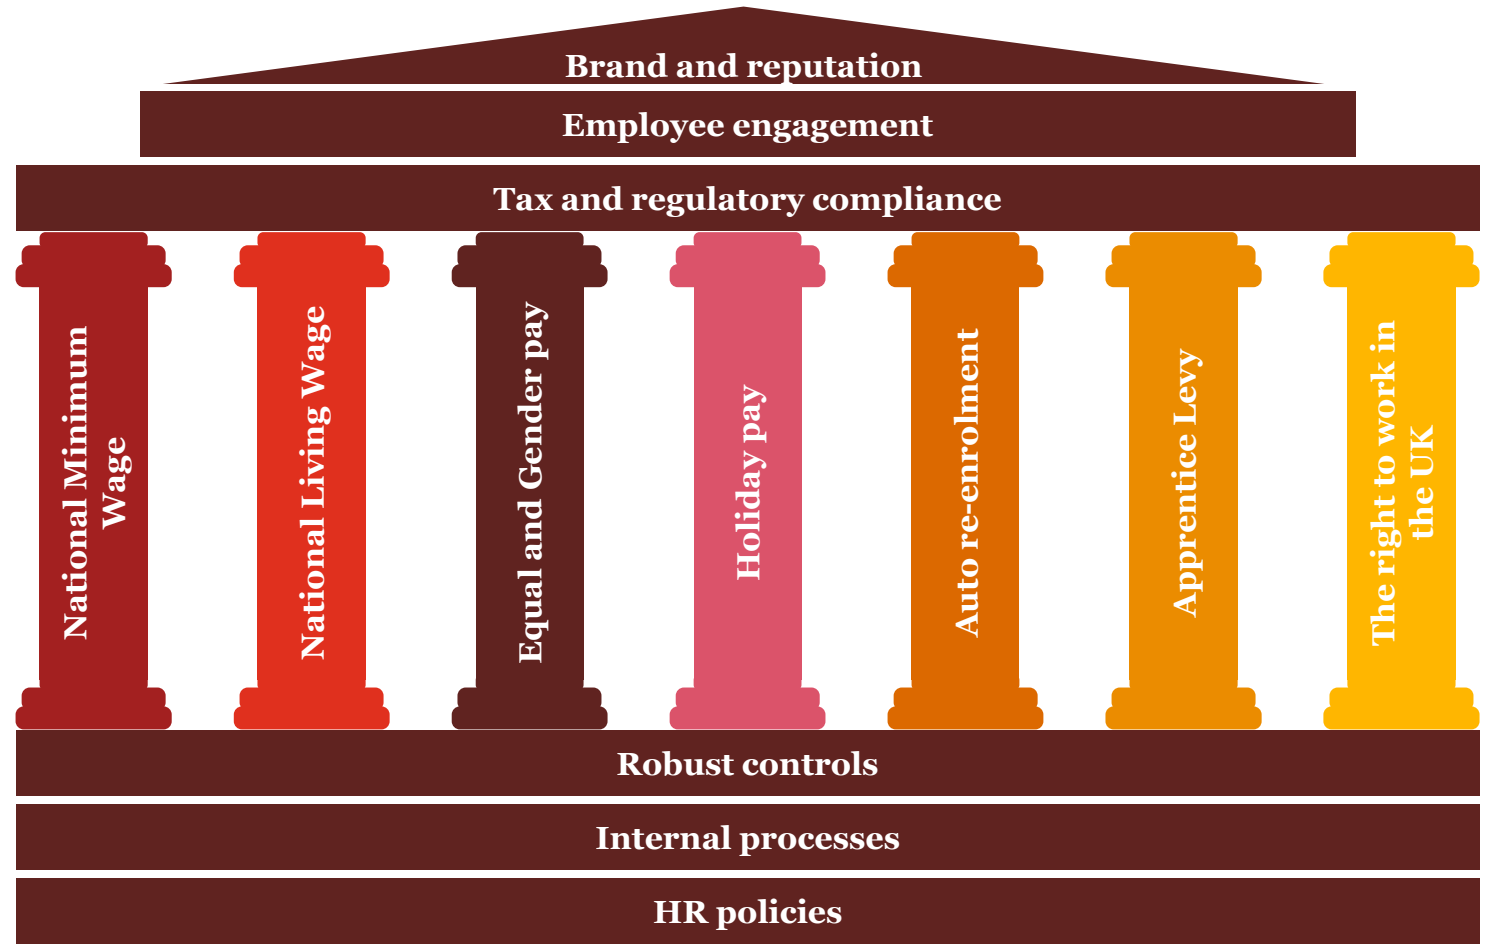 Brand and reputation
Employee engagement
Tax and regulatory compliance
National Minimum
Wage
National Living Wage
Equal and Gender pay
Holiday pay
Auto re-enrolment
Apprentice Levy
The right to work in
the UK
Robust controls
Internal processes
HR policies